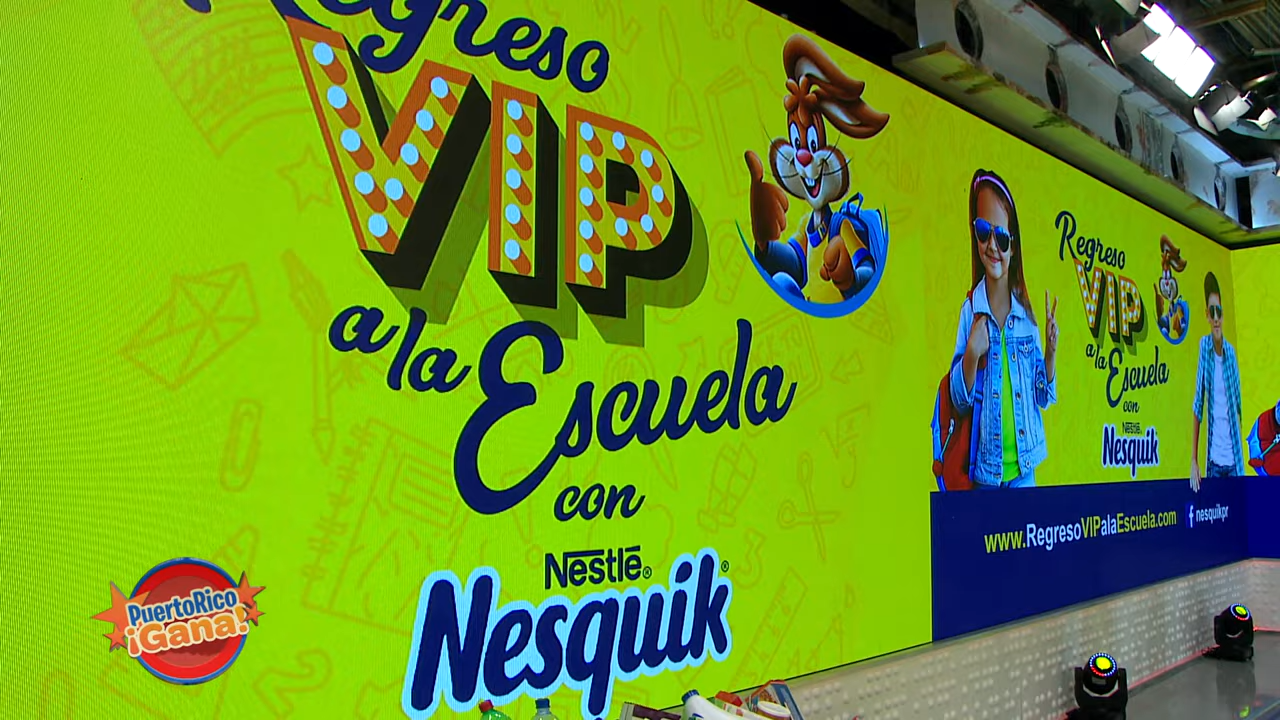 Regreso
VIP
a la Escuela
con
Nestlé®
Nesquik®
Regreso
VIP
a la
Escuela
con
Nestlé
Nesquik
www.RegresoVIPalaEscuela.com
f nesquikpr
PuertoRico
¡Gana!